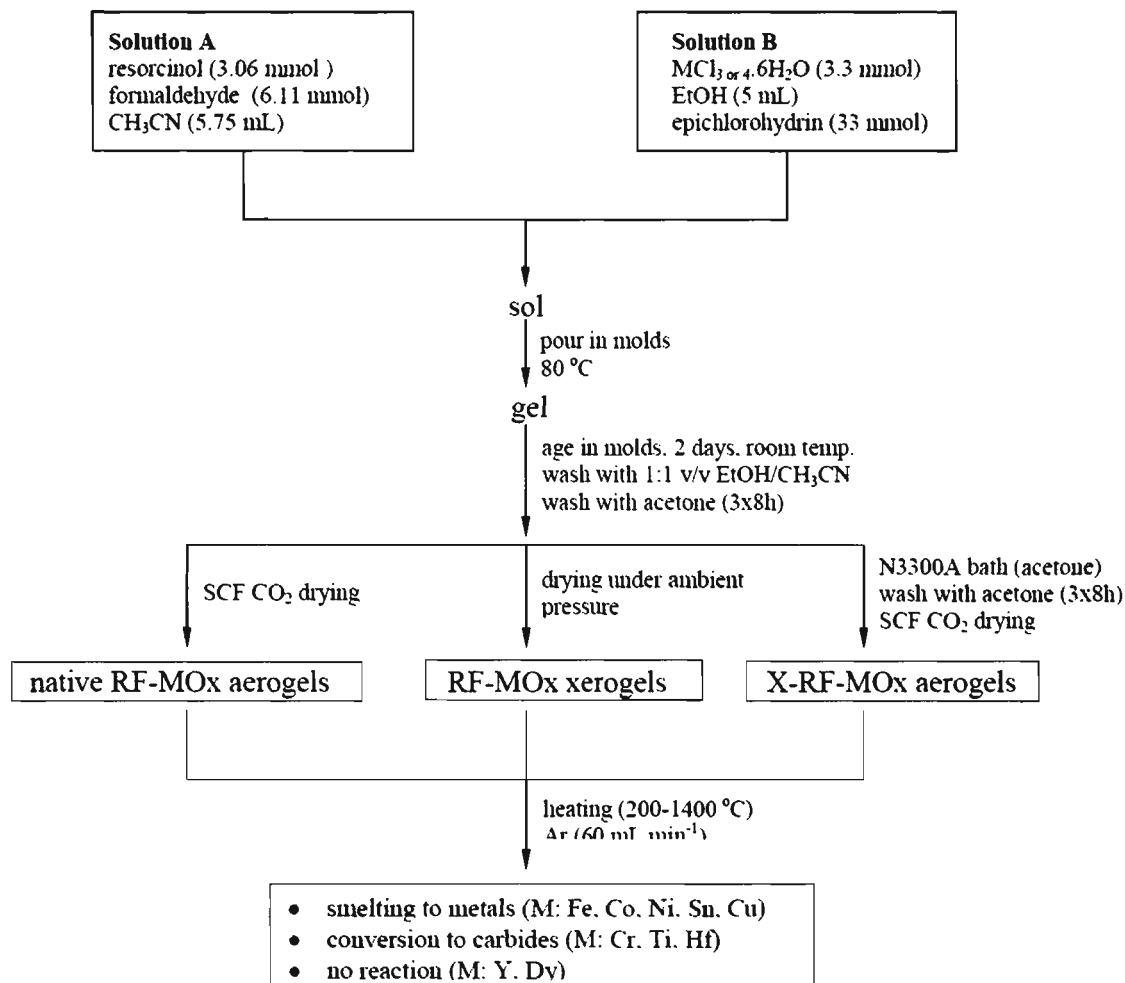 Solution A
resorcinol (3.06 mmol )
formaldehyde (6.11 mmol)
CH₃CN (5.75 mL)
Solution B
MCl₃ or ₄.6H₂O (3.3 mmol)
EtOH (5 mL)
epichlorohydrin (33 mmol)
sol
pour in molds
80 °C
gel
age in molds, 2 days, room temp.
wash with 1:1 v/v EtOH/CH₃CN
wash with acetone (3x8h)
SCF CO₂ drying
drying under ambient
pressure
N3300A bath (acetone)
wash with acetone (3x8h)
SCF CO₂ drying
native RF-MOx aerogels
RF-MOx xerogels
X-RF-MOx aerogels
heating (200-1400 °C)
Ar (60 mL min⁻¹)
• smelting to metals (M: Fe, Co, Ni, Sn, Cu)
• conversion to carbides (M: Cr, Ti, Hf)
• no reaction (M: Y, Dy)